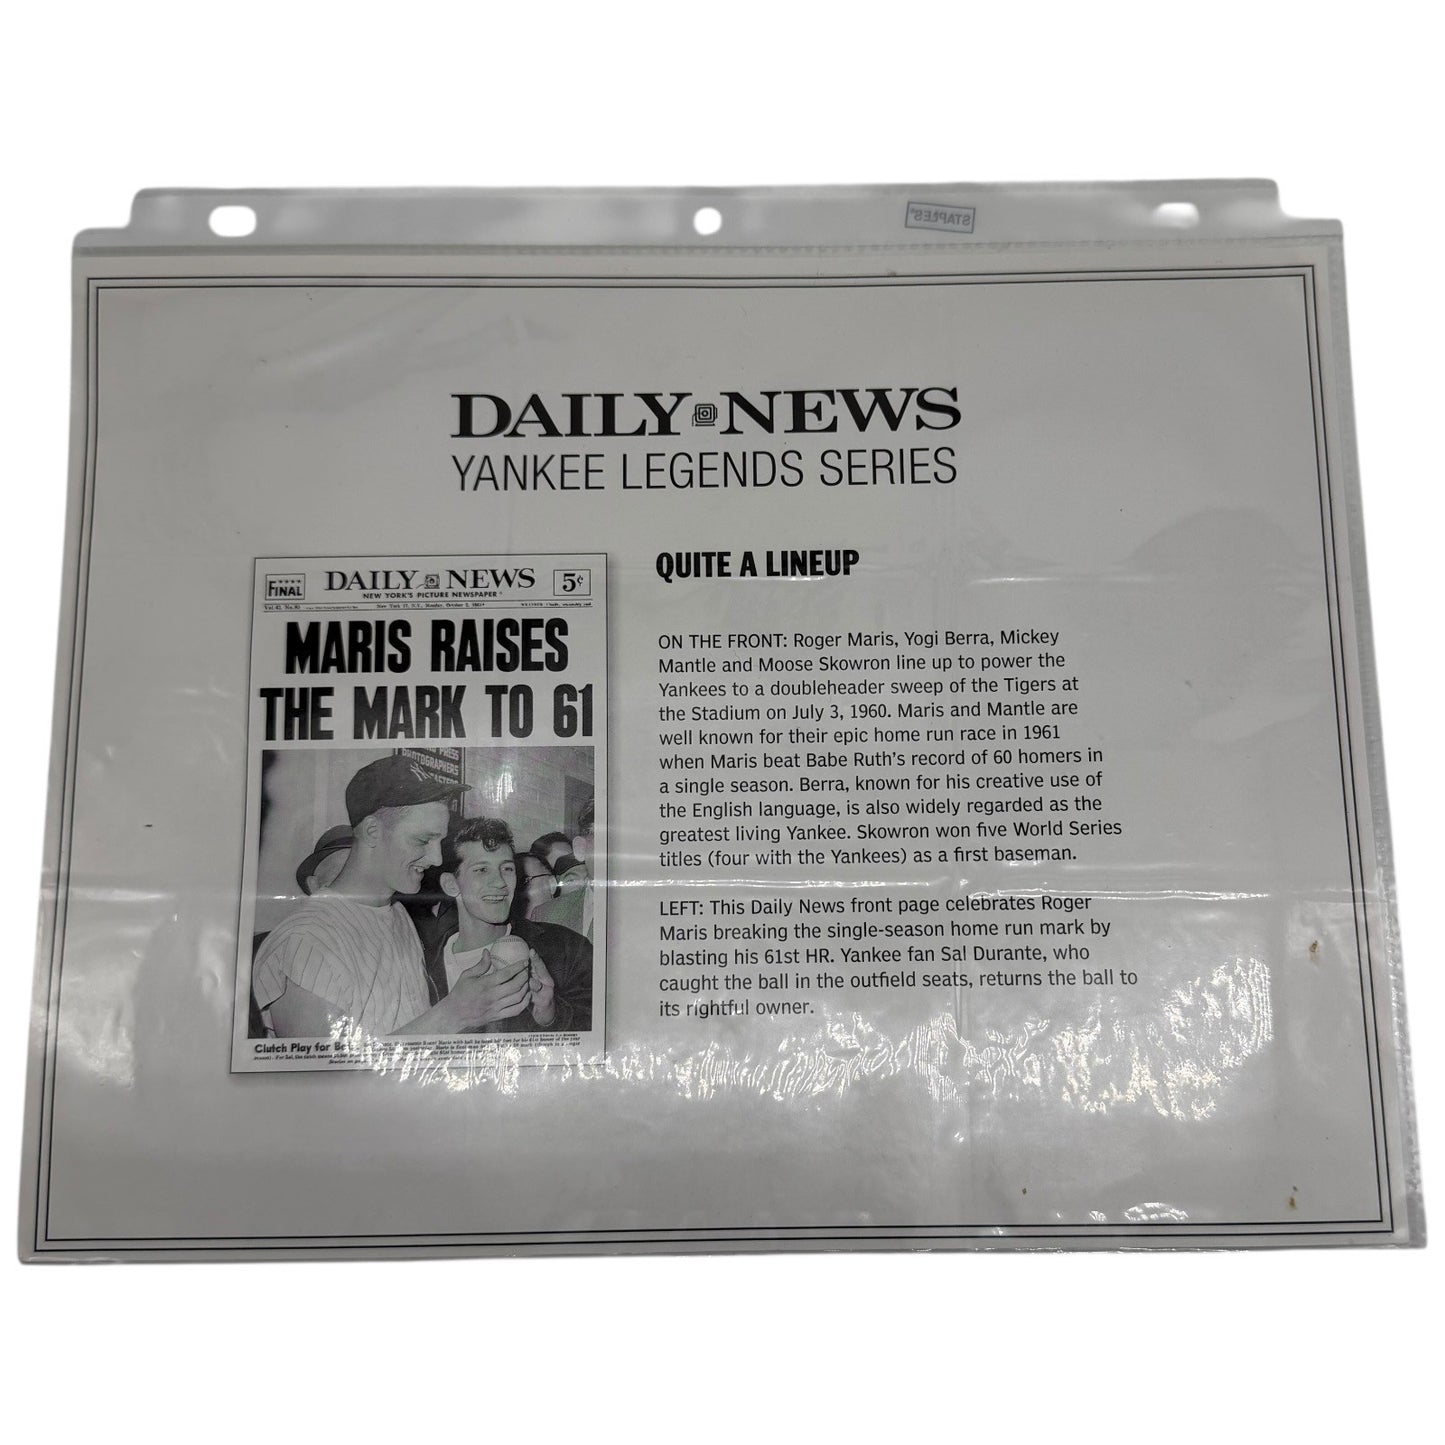 STAPLES
DAILY NEWS
YANKEE LEGENDS SERIES
FINAL
DAILY NEWS
NEW YORK'S PICTURE NEWSPAPER
5¢
MARIS RAISES
THE MARK TO 61
PRESS
PHOTOGRAPHERS
Clutch Play for
QUITE A LINEUP
ON THE FRONT: Roger Maris, Yogi Berra, Mickey
Mantle and Moose Skowron line up to power the
Yankees to a doubleheader sweep of the Tigers at
the Stadium on July 3, 1960. Maris and Mantle are
well known for their epic home run race in 1961
when Maris beat Babe Ruth's record of 60 homers in
a single season. Berra, known for his creative use of
the English language, is also widely regarded as the
greatest living Yankee. Skowron won five World Series
titles (four with the Yankees) as a first baseman.
LEFT: This Daily News front page celebrates Roger
Maris breaking the single-season home run mark by
blasting his 61st HR. Yankee fan Sal Durante, who
caught the ball in the outfield seats, returns the ball to
its rightful owner.